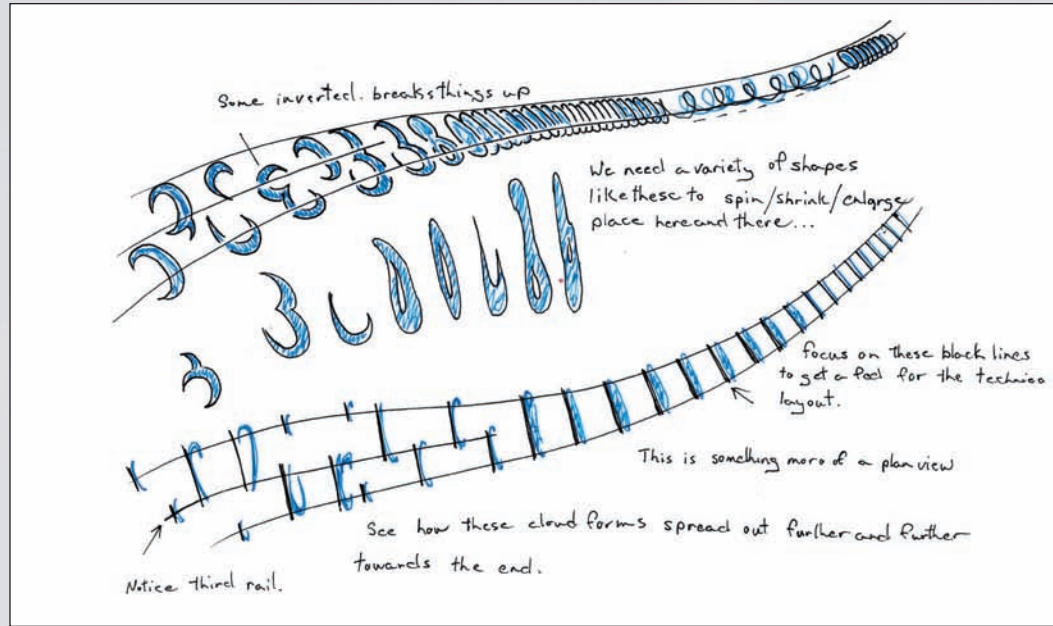 Some inverted. breaks things up
We need a variety of shapes
like these to spin/shrink/enlarge
place here and there...
focus on these black lines
to get a feel for the technica
layout.
This is something more of a plan view
See how these cloud forms spread out further and further
towards the end.
Notice third rail.